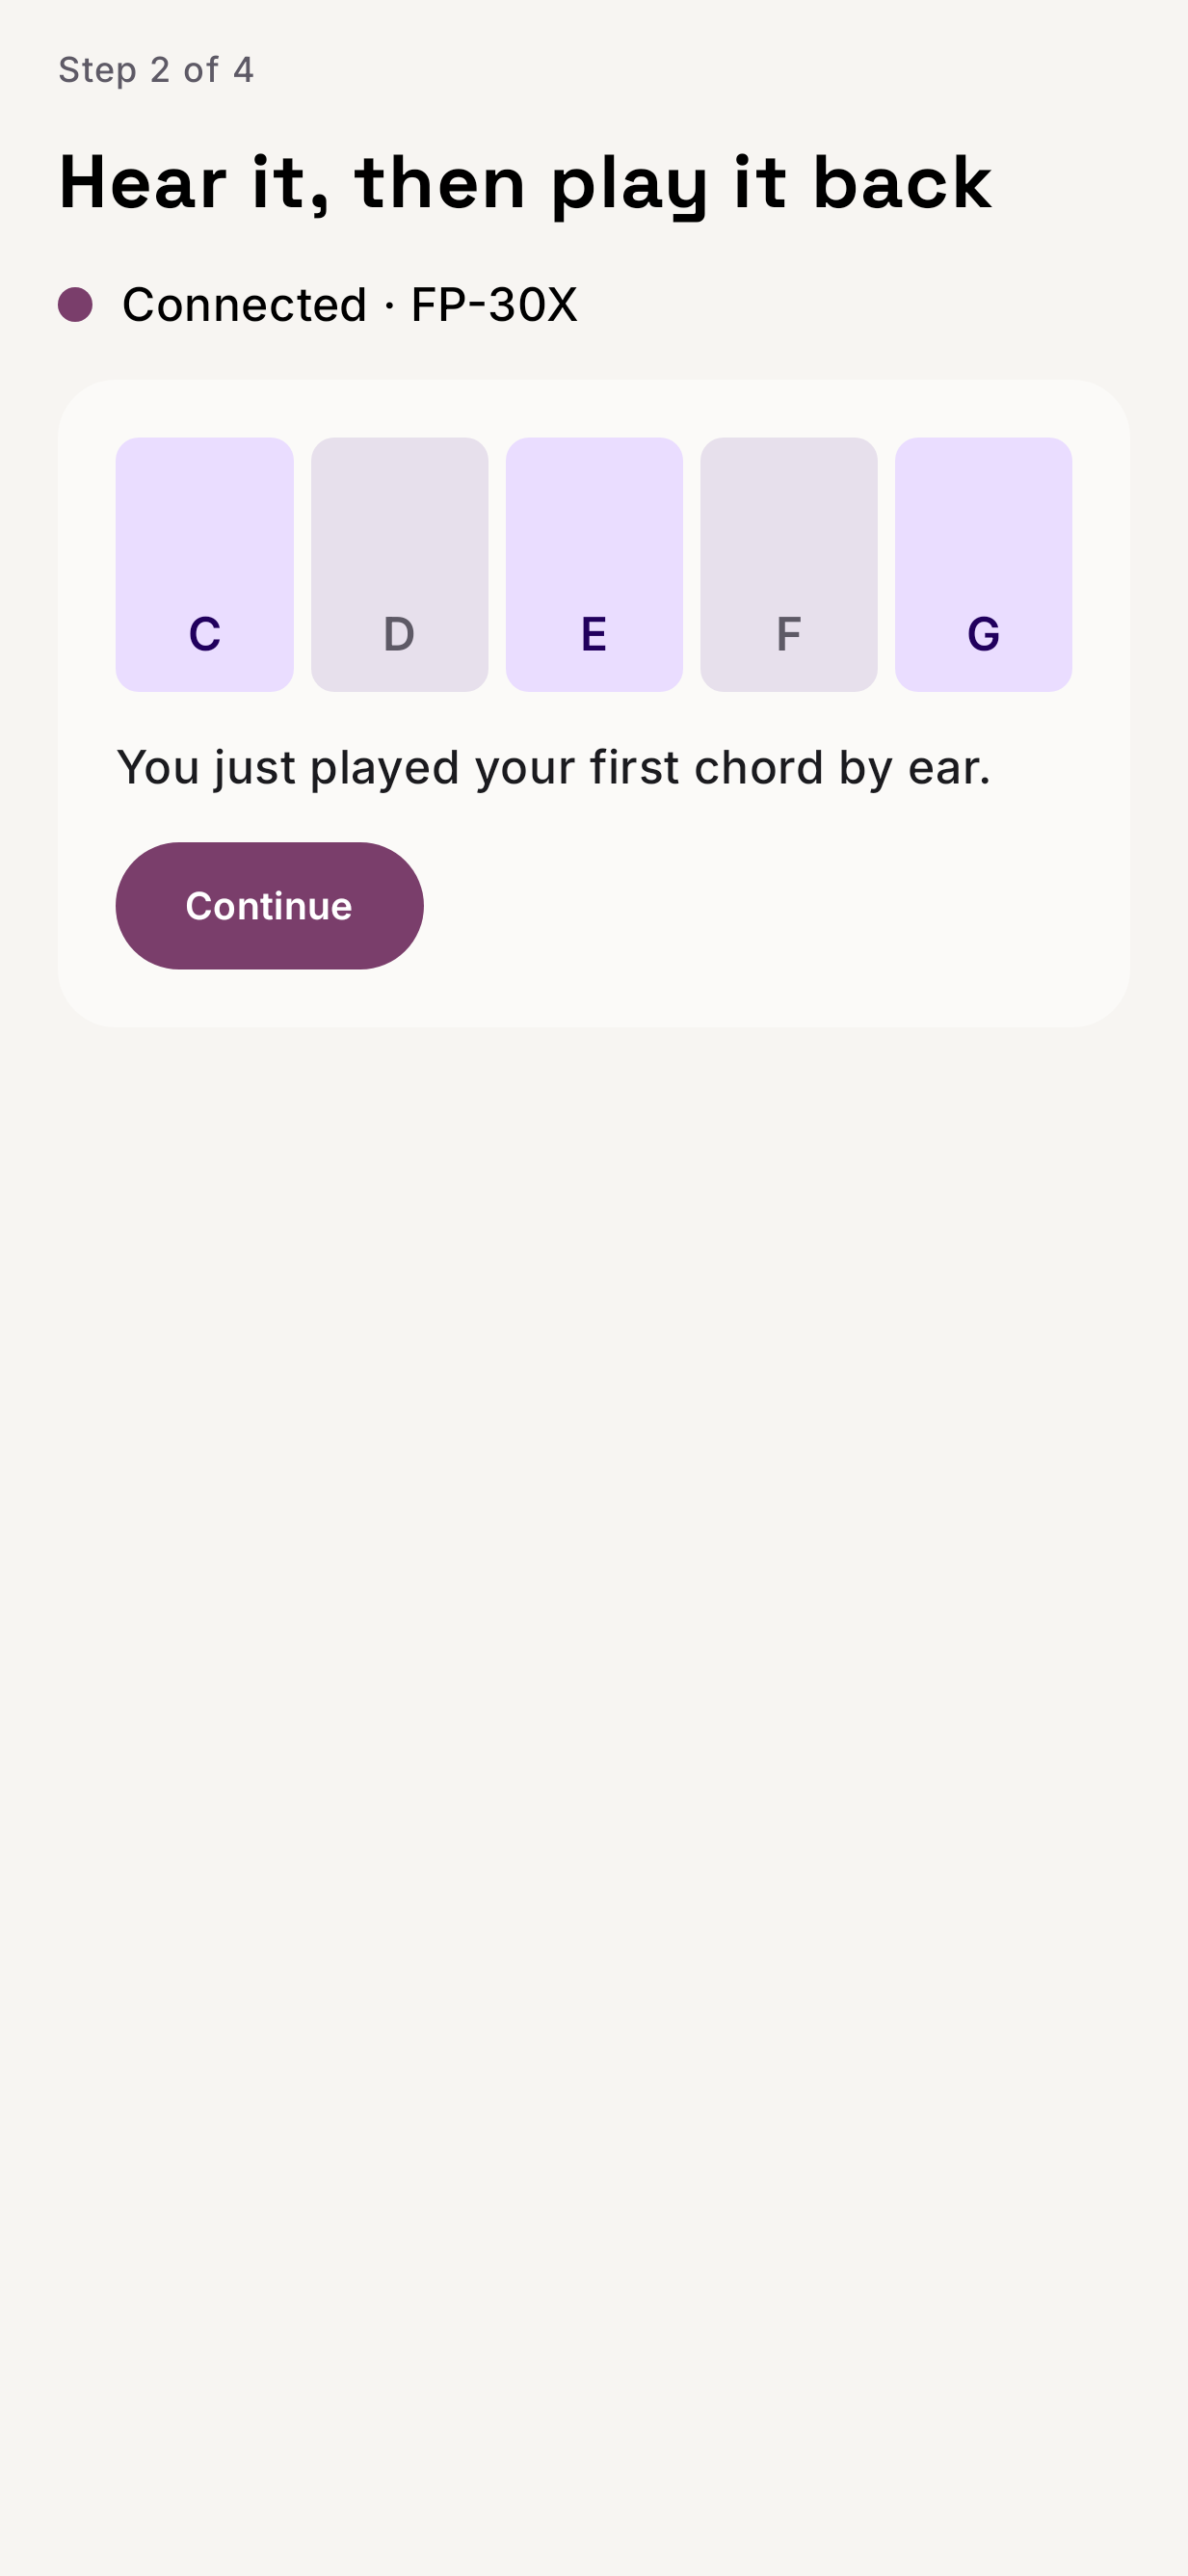 Step 2 of 4
Hear it, then play it back
Connected · FP-30X
C D E F G
You just played your first chord by ear.
Continue